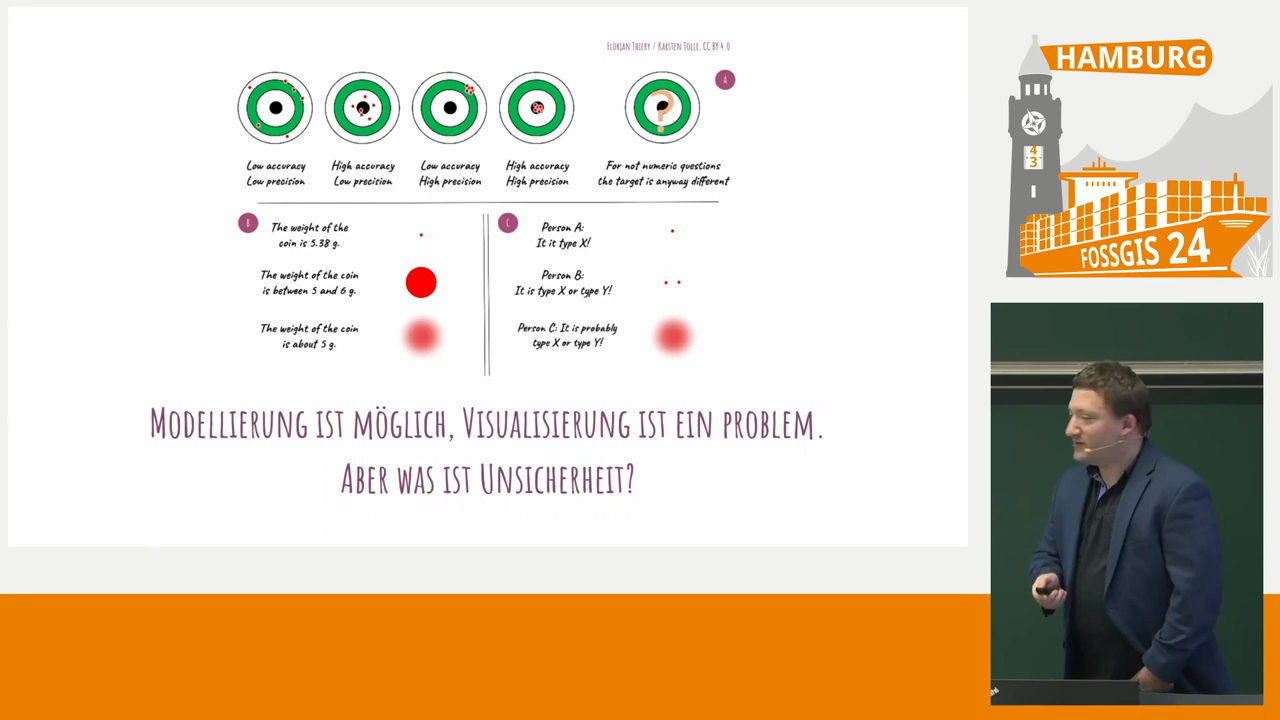 Florian Thiery / Karsten Tolle, CC BY 4.0
A
Low accuracy
Low precision
High accuracy
Low precision
Low accuracy
High precision
High accuracy
High precision
?
For not numeric questions
the target is anyway different
B
The weight of the
coin is 5.38 g.
The weight of the coin
is between 5 and 6 g.
The weight of the coin
is about 5 g.
C
Person A:
It it type X!
Person B:
It is type X or type Y!
Person C: It is probably
type X or type Y!
Modellierung ist möglich, Visualisierung ist ein problem.
Aber was ist Unsicherheit?
HAMBURG
4
3
FOSSGIS 24